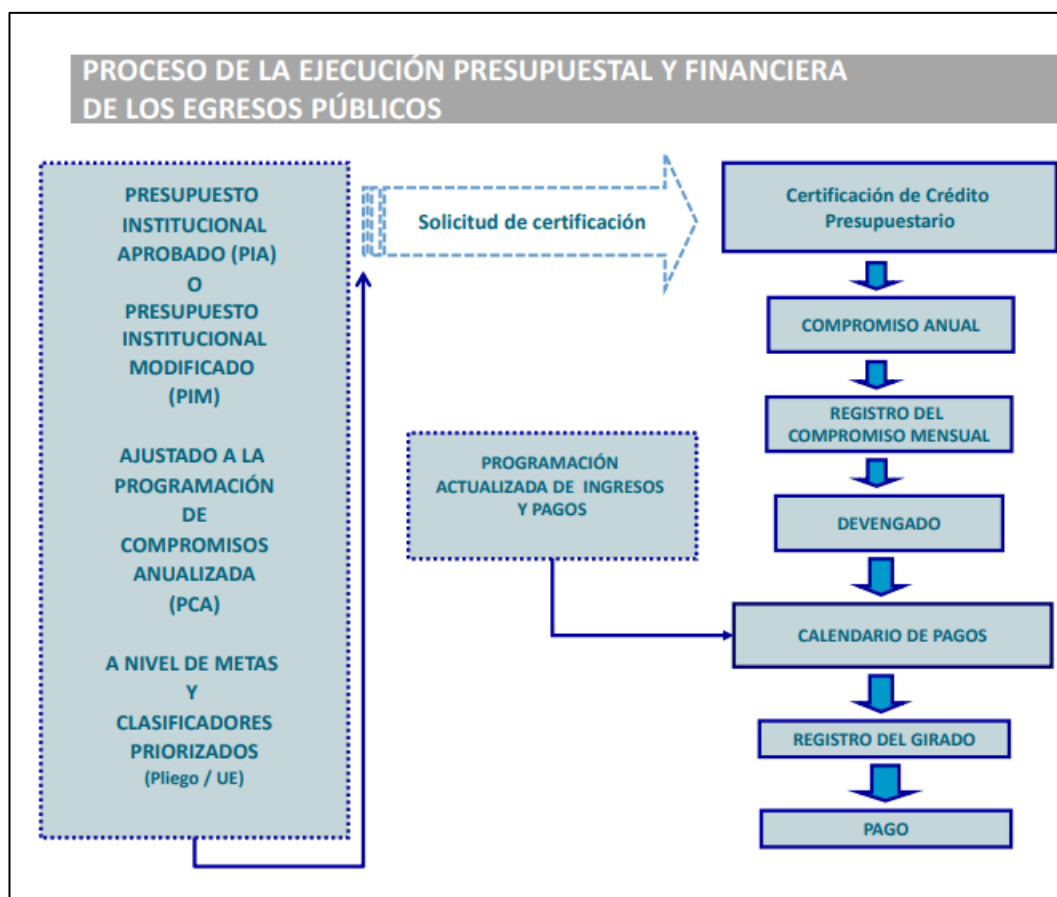 PROCESO DE LA EJECUCIÓN PRESUPUESTAL Y FINANCIERA
DE LOS EGRESOS PÚBLICOS
PRESUPUESTO
INSTITUCIONAL
APROBADO (PIA)
O
PRESUPUESTO
INSTITUCIONAL
MODIFICADO
(PIM)
AJUSTADO A LA
PROGRAMACIÓN
DE
COMPROMISOS
ANUALIZADA
(PCA)
A NIVEL DE METAS
Y
CLASIFICADORES
PRIORIZADOS
(Pliego / UE)
Solicitud de certificación
PROGRAMACIÓN
ACTUALIZADA DE INGRESOS
Y PAGOS
Certificación de Crédito
Presupuestario
COMPROMISO ANUAL
REGISTRO DEL
COMPROMISO MENSUAL
DEVENGADO
CALENDARIO DE PAGOS
REGISTRO DEL GIRADO
PAGO